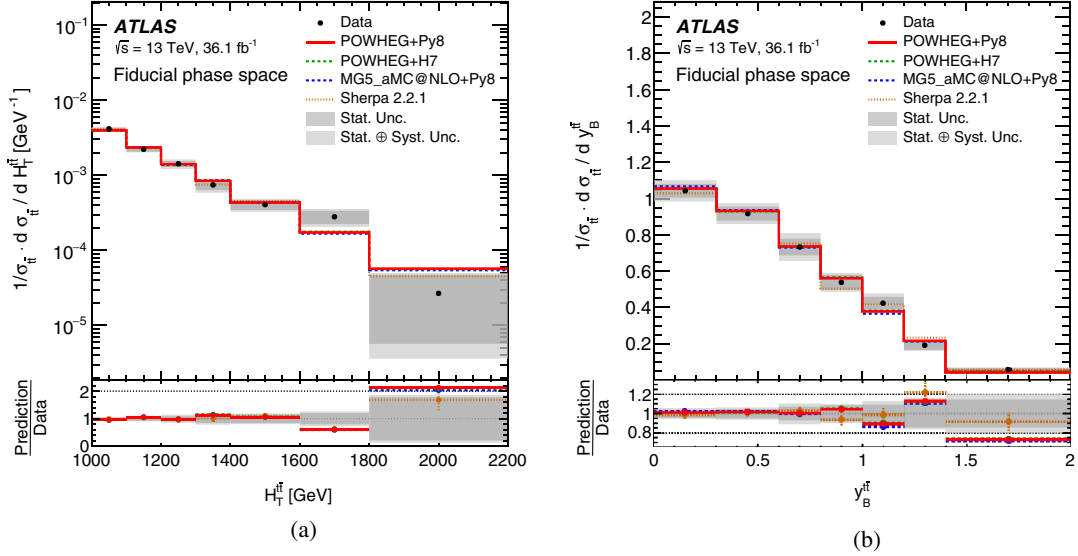 ATLAS
√s = 13 TeV, 36.1 fb⁻¹
Fiducial phase space
Data
POWHEG+Py8
POWHEG+H7
MG5_aMC@NLO+Py8
Sherpa 2.2.1
Stat. Unc.
Stat. ⊕ Syst. Unc.
1/σ_tt̄ · d σ_tt̄ / d H_T^tt̄ [GeV⁻¹]
10⁻¹
10⁻²
10⁻³
10⁻⁴
10⁻⁵
Prediction
Data
2
1
0
1000 1200 1400 1600 1800 2000 2200
H_T^tt̄ [GeV]
(a)
ATLAS
√s = 13 TeV, 36.1 fb⁻¹
Fiducial phase space
Data
POWHEG+Py8
POWHEG+H7
MG5_aMC@NLO+Py8
Sherpa 2.2.1
Stat. Unc.
Stat. ⊕ Syst. Unc.
1/σ_tt̄ · d σ_tt̄ / d y_B^tt̄
2
1.8
1.6
1.4
1.2
1
0.8
0.6
0.4
0.2
Prediction
Data
1.2
1
0.8
0 0.5 1 1.5 2
y_B^tt̄
(b)